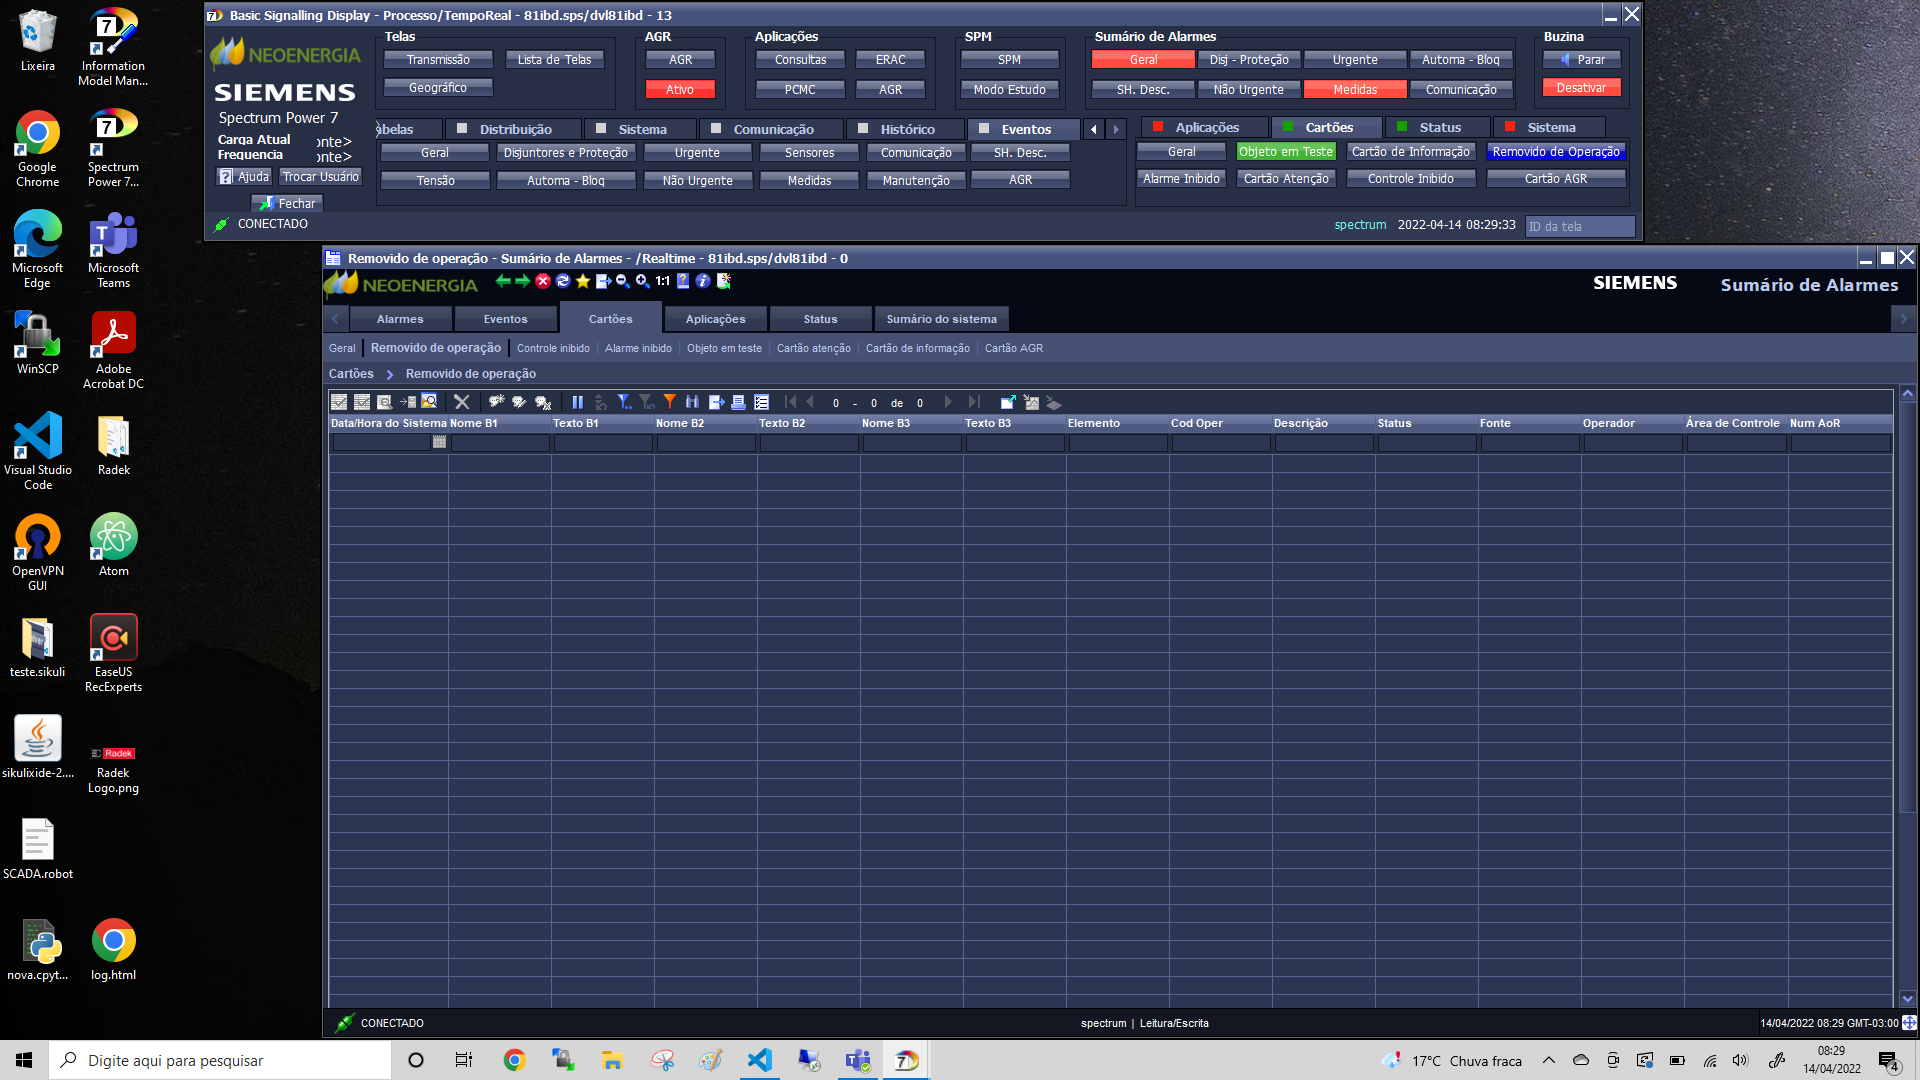 Lixeira
Information
Model Man...
Google
Chrome
Spectrum
Power 7...
Microsoft
Edge
Microsoft
Teams
WinSCP
Adobe
Acrobat DC
Visual Studio
Code
Radek
OpenVPN
GUI
Atom
teste.sikuli
EaseUS
RecExperts
sikulixide-2....
Radek
Radek
Logo.png
SCADA.robot
nova.cpyt...
log.html
Basic Signalling Display - Processo/TempoReal - 81ibd.sps/dvl81ibd - 13
NEOENERGIA
SIEMENS
Spectrum Power 7
Carga Atual onte>
Frequencia onte>
Ajuda Trocar Usuário
Fechar
CONECTADO
Telas
Transmissão Lista de Telas
Geográfico
AGR
AGR
Ativo
Aplicações
Consultas ERAC
PCMC AGR
SPM
SPM
Modo Estudo
Sumário de Alarmes
Geral Disj - Proteção Urgente Automa - Bloq
SH. Desc. Não Urgente Medidas Comunicação
Buzina
Parar
Desativar
abelas Distribuição Sistema Comunicação Histórico Eventos
Geral Disjuntores e Proteção Urgente Sensores Comunicação SH. Desc.
Tensão Automa - Bloq Não Urgente Medidas Manutenção AGR
Aplicações Cartões Status Sistema
Geral Objeto em Teste Cartão de Informação Removido de Operação
Alarme Inibido Cartão Atenção Controle Inibido Cartão AGR
spectrum 2022-04-14 08:29:33 ID da tela
Removido de operação - Sumário de Alarmes - /Realtime - 81ibd.sps/dvl81ibd - 0
NEOENERGIA 1:1 SIEMENS Sumário de Alarmes
Alarmes Eventos Cartões Aplicações Status Sumário do sistema
Geral Removido de operação Controle inibido Alarme inibido Objeto em teste Cartão atenção Cartão de informação Cartão AGR
Cartões Removido de operação
0 - 0 de 0
Data/Hora do Sistema Nome B1 Texto B1 Nome B2 Texto B2 Nome B3 Texto B3 Elemento Cod Oper Descrição Status Fonte Operador Área de Controle Num AoR
CONECTADO spectrum | Leitura/Escrita 14/04/2022 08:29 GMT-03:00
Digite aqui para pesquisar
17°C Chuva fraca
08:29
14/04/2022
4